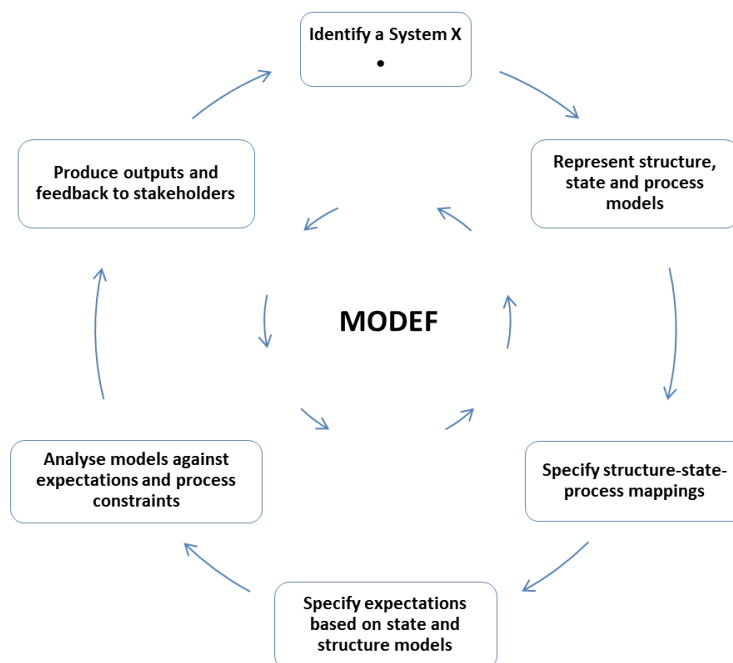 Identify a System X
•
Represent structure,
state and process
models
Specify structure-state-
process mappings
Specify expectations
based on state and
structure models
Analyse models against
expectations and process
constraints
Produce outputs and
feedback to stakeholders
MODEF